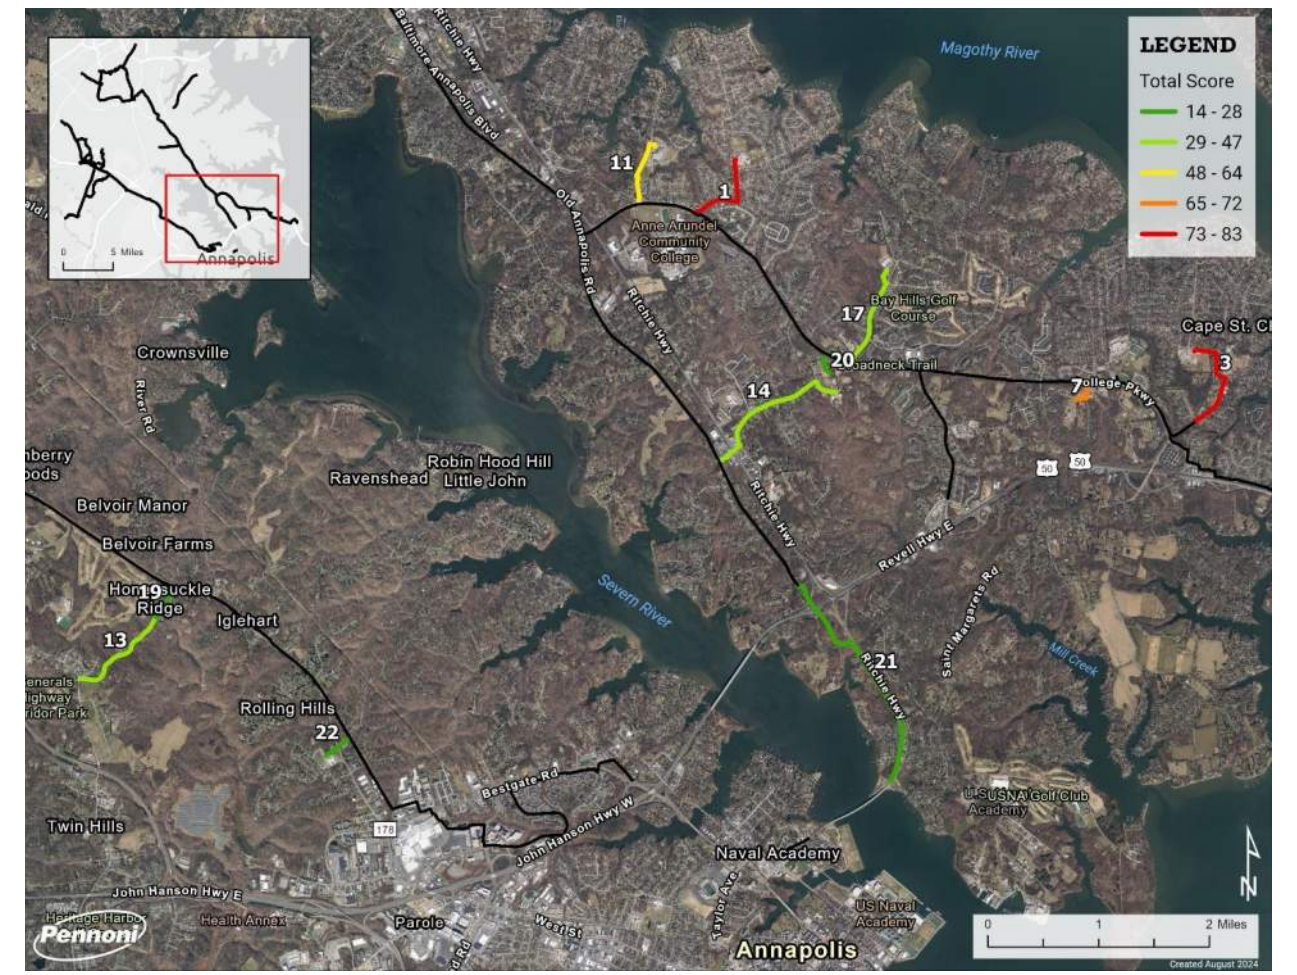 LEGEND
Total Score
14 - 28
29 - 47
48 - 64
65 - 72
73 - 83
Magothy River
Ritchie Hwy
Baltimore Annapolis Blvd
0
5 Miles
Annapolis
11
1
Old Annapolis Rd
Anne Arundel
Community
College
Ritchie Hwy
17
Bay Hills Golf
Course
Cape St.
Crownsville
River Rd
20
Trail
14
7
College Pkwy
3
50
50
Robin Hood Hill
Ravenshead
Little John
Belvoir Manor
Belvoir Farms
Ritchie Hwy
Revell Hwy E
19
Ridge
Iglehart
13
Severn River
Saint Margarets Rd
Mill Creek
21
Ritchie Hwy
Rolling Hills
22
Bestgate Rd
178
John Hanson Hwy W
USNA Golf Club
Academy
Twin Hills
Naval Academy
Taylor Ave
John Hanson Hwy E
Heritage Harbor
Health Annex
Pennoni
Parole
West St
US Naval
Academy
Annapolis
N
0
1
2 Miles
Created August 2024